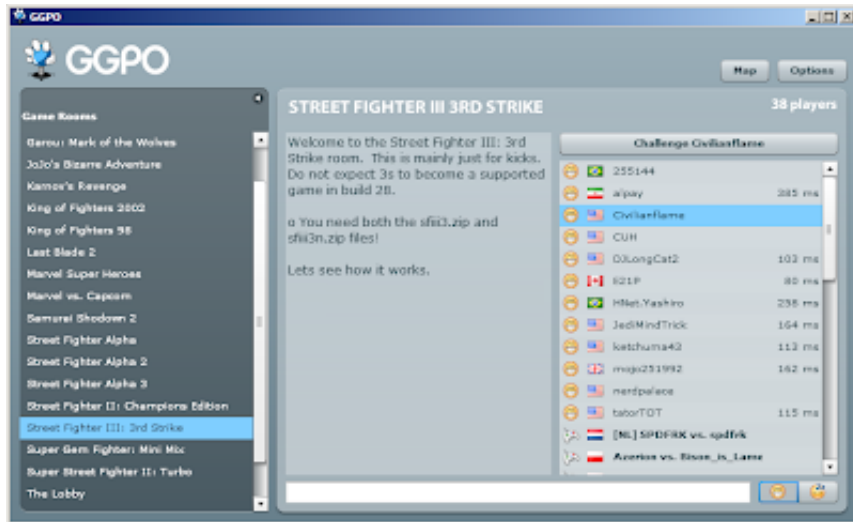 GGPO
GGPO
Map
Options
Game Rooms
Garou: Mark of the Wolves
JoJo's Bizarre Adventure
Karnov's Revenge
King of Fighters 2002
King of Fighters 98
Last Blade 2
Marvel Super Heroes
Marvel vs. Capcom
Samurai Shodown 2
Street Fighter Alpha
Street Fighter Alpha 2
Street Fighter Alpha 3
Street Fighter II: Champions Edition
Street Fighter III: 3rd Strike
Super Gem Fighter: Mini Mix
Super Street Fighter II: Turbo
The Lobby
STREET FIGHTER III 3RD STRIKE
38 players
Welcome to the Street Fighter III: 3rd
Strike room. This is mainly just for kicks.
Do not expect 3s to become a supported
game in build 28.
o You need both the sfiii3.zip and
sfiii3n.zip files!
Lets see how it works.
Challenge Civilianflame
255144
aipay 285 ms
Civilianflame
CUH
DJLongCat2 103 ms
E21P 80 ms
HNet.Yashiro 238 ms
JediMindTrick 164 ms
ketchuma43 113 ms
mojo251992 162 ms
nerdpalace
tatorTOT 115 ms
[NL] SPDFRK vs. spdfrk
Acerion vs. Bison_is_Lame